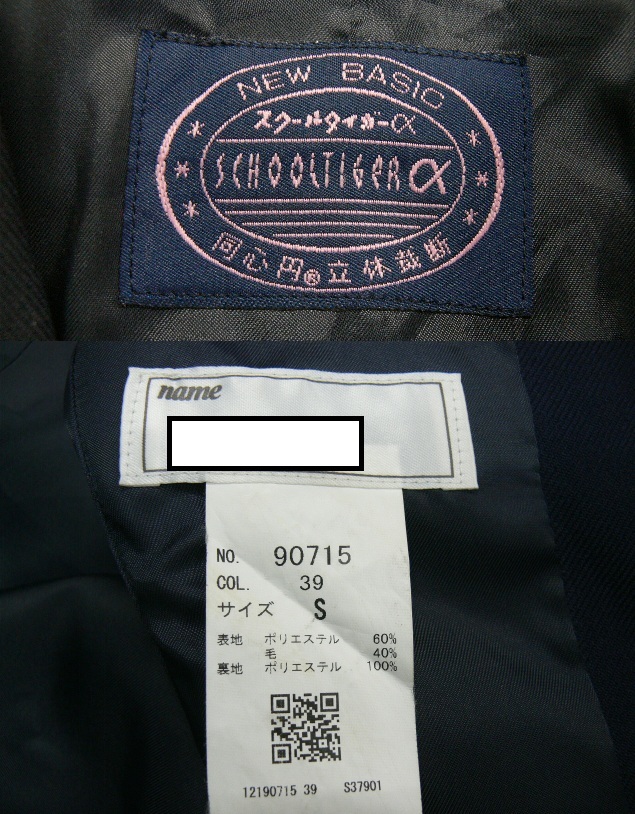 NEW BASIC
スクールタイガーα
SCHOOLTIGER α
同心円®立体裁断
name
NO. 90715
COL. 39
サイズ S
表地 ポリエステル 60%
毛 40%
裏地 ポリエステル 100%
12190715 39 S37901